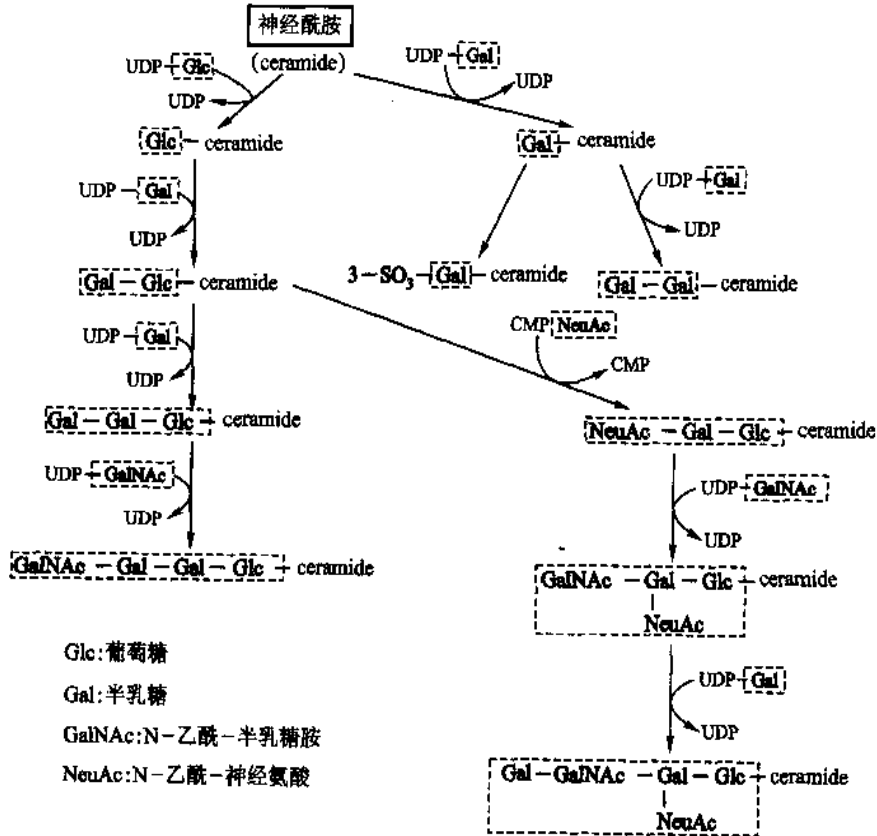 神经酰胺
(ceramide)
UDP-Glc
UDP
UDP-Gal
UDP
Glc-ceramide
Gal-ceramide
UDP-Gal
UDP
UDP-Gal
UDP
Gal-Glc-ceramide
3-SO₃-Gal-ceramide
Gal-Gal-ceramide
UDP-Gal
UDP
CMP NeuAc
CMP
Gal-Gal-Glc-ceramide
NeuAc-Gal-Glc-ceramide
UDP-GalNAc
UDP
UDP-GalNAc
UDP
GalNAc-Gal-Gal-Glc-ceramide
GalNAc-Gal-Glc-ceramide
NeuAc
Glc:葡萄糖
Gal:半乳糖
GalNAc:N-乙酰-半乳糖胺
NeuAc:N-乙酰-神经氨酸
UDP-Gal
UDP
Gal-GalNAc-Gal-Glc-ceramide
NeuAc